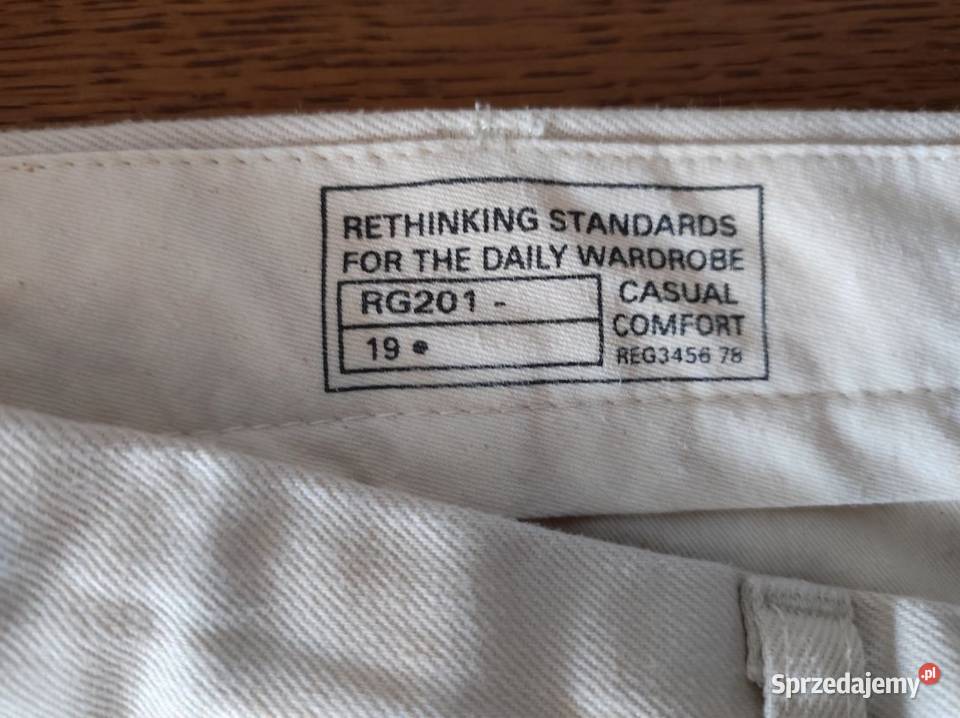 RETHINKING STANDARDS
FOR THE DAILY WARDROBE
RG201 -
19 •
CASUAL
COMFORT
REG3456 78
Sprzedajemy.pl